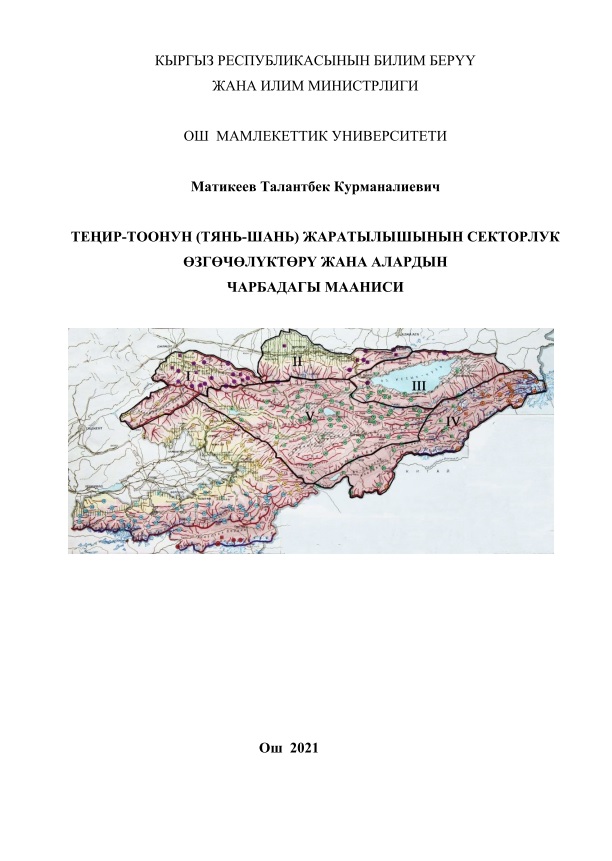 КЫРГЫЗ РЕСПУБЛИКАСЫНЫН БИЛИМ БЕРҮҮ
ЖАНА ИЛИМ МИНИСТРЛИГИ
ОШ МАМЛЕКЕТТИК УНИВЕРСИТЕТИ
Матикеев Талантбек Курманалиевич
ТЕҢИР-ТООНУН (ТЯНЬ-ШАНЬ) ЖАРАТЫЛЫШЫНЫН СЕКТОРЛУК
ӨЗГӨЧӨЛҮКТӨРҮ ЖАНА АЛАРДЫН
ЧАРБАДАГЫ МААНИСИ
I
II
III
IV
V
Ош 2021